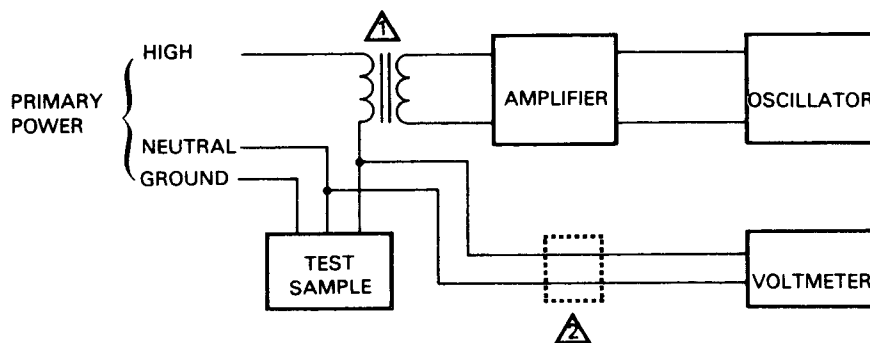 1
HIGH
PRIMARY
POWER
NEUTRAL
GROUND
AMPLIFIER
OSCILLATOR
TEST
SAMPLE
VOLTMETER
2